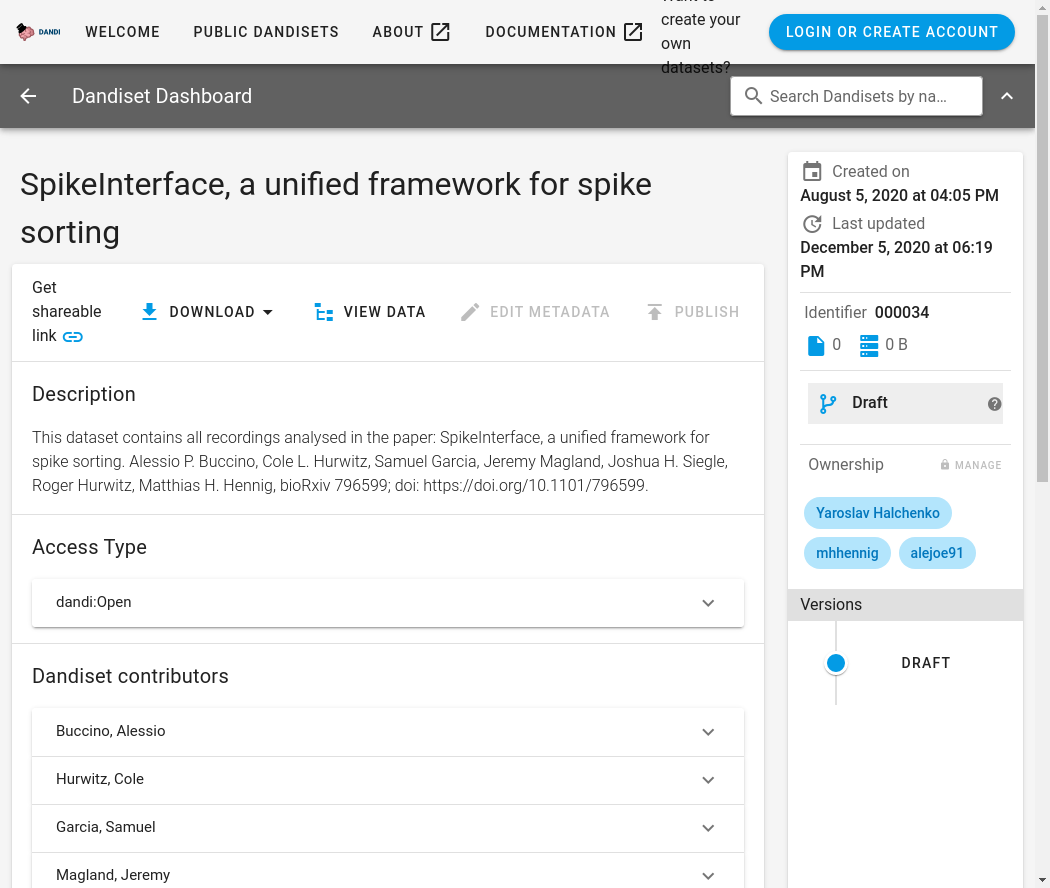 DANDI
WELCOME
PUBLIC DANDISETS
ABOUT
DOCUMENTATION
create your
own
datasets?
LOGIN OR CREATE ACCOUNT
Dandiset Dashboard
Search Dandisets by na…
SpikeInterface, a unified framework for spike
sorting
Get
shareable
link
DOWNLOAD
VIEW DATA
EDIT METADATA
PUBLISH
Description
This dataset contains all recordings analysed in the paper: SpikeInterface, a unified framework for
spike sorting. Alessio P. Buccino, Cole L. Hurwitz, Samuel Garcia, Jeremy Magland, Joshua H. Siegle,
Roger Hurwitz, Matthias H. Hennig, bioRxiv 796599; doi: https://doi.org/10.1101/796599.
Access Type
dandi:Open
Dandiset contributors
Buccino, Alessio
Hurwitz, Cole
Garcia, Samuel
Magland, Jeremy
Created on
August 5, 2020 at 04:05 PM
Last updated
December 5, 2020 at 06:19
PM
Identifier 000034
0
0 B
Draft
Ownership
MANAGE
Yaroslav Halchenko
mhhennig
alejoe91
Versions
DRAFT